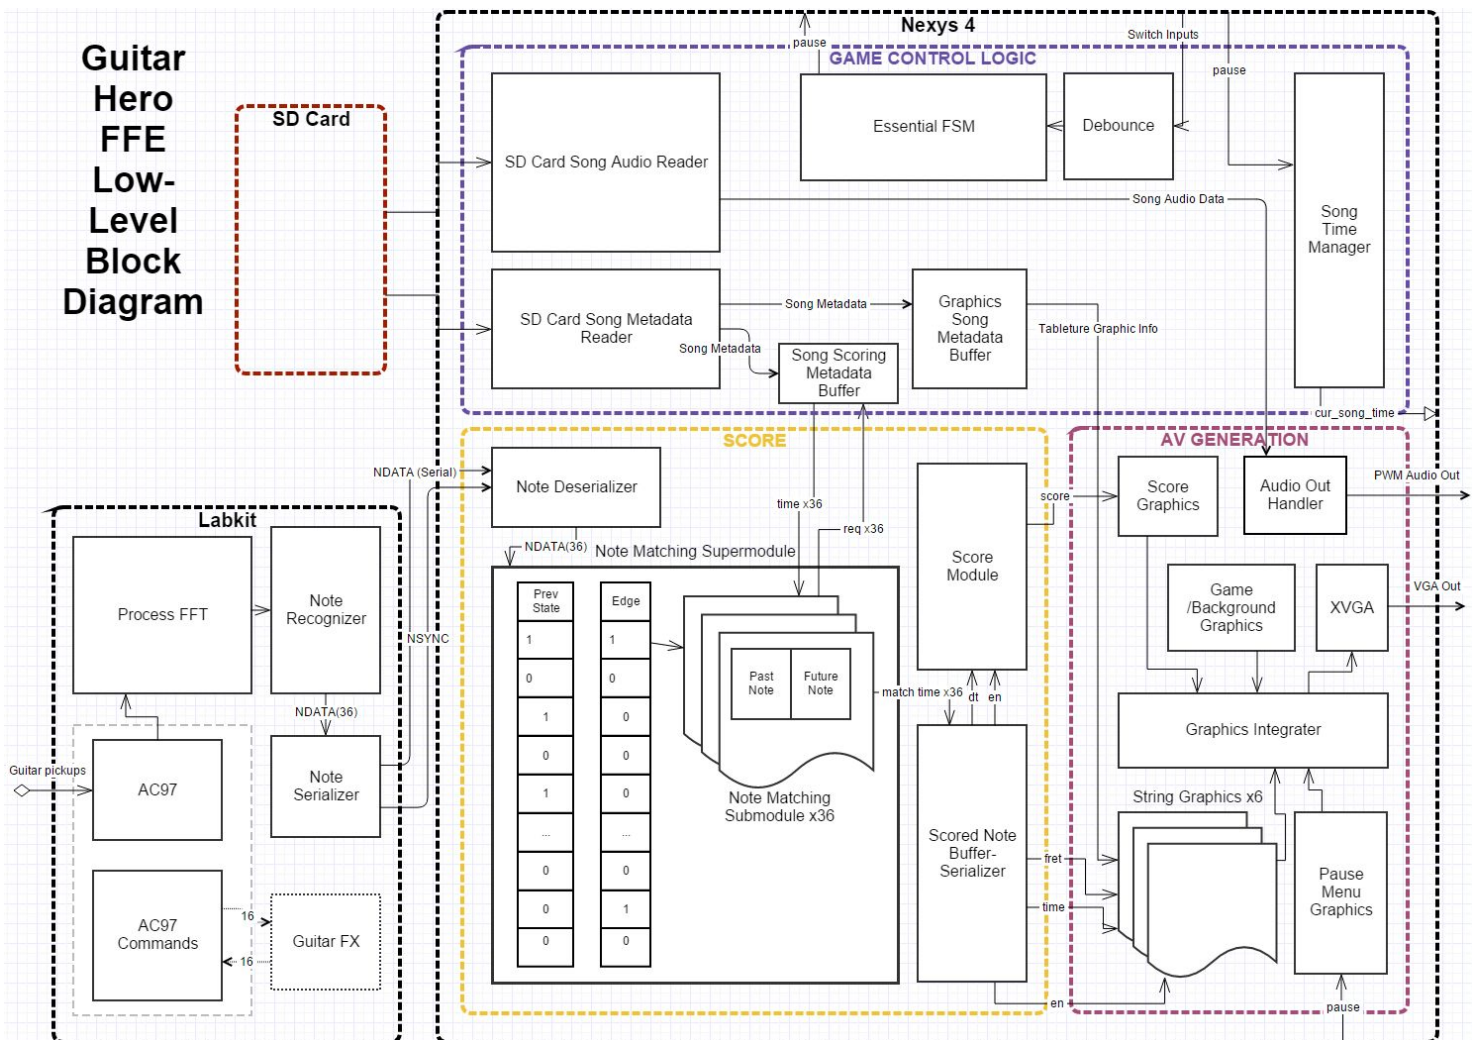 Guitar
Hero
FFE
Low-
Level
Block
Diagram
SD Card
Nexys 4
pause
Switch Inputs
pause
GAME CONTROL LOGIC
SD Card Song Audio Reader
Essential FSM
Debounce
Song Audio Data
Song
Time
Manager
SD Card Song Metadata
Reader
Song Metadata
Song Metadata
Graphics
Song
Metadata
Buffer
Tableture Graphic Info
Song Scoring
Metadata
Buffer
cur_song_time
SCORE
NDATA (Serial)
Note Deserializer
NDATA(36)
time x36
req x36
Note Matching Supermodule
Prev
State
Edge
1
1
0
0
1
0
0
0
1
0
...
...
0
0
0
1
0
0
Past
Note
Future
Note
Note Matching
Submodule x36
match time x36
dt
en
Score
Module
score
Scored Note
Buffer-
Serializer
fret
time
en
AV GENERATION
Score
Graphics
Audio Out
Handler
PWM Audio Out
Game
/Background
Graphics
XVGA
VGA Out
Graphics Integrater
String Graphics x6
Pause
Menu
Graphics
pause
Labkit
Process FFT
Note
Recognizer
NSYNC
NDATA(36)
Note
Serializer
Guitar pickups
AC97
AC97
Commands
16
16
Guitar FX